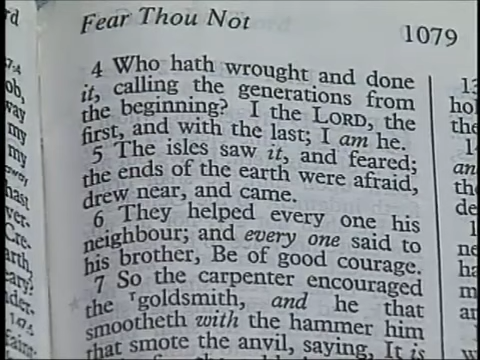 Fear Thou Not
1079
4 Who hath wrought and done
it, calling the generations from
the beginning? I the LORD, the
first, and with the last; I am he.
5 The isles saw it, and feared;
the ends of the earth were afraid,
drew near, and came.
6 They helped every one his
neighbour; and every one said to
his brother, Be of good courage.
7 So the carpenter encouraged
the rgoldsmith, and he that
smootheth with the hammer him
that smote the anvil, saying, It is